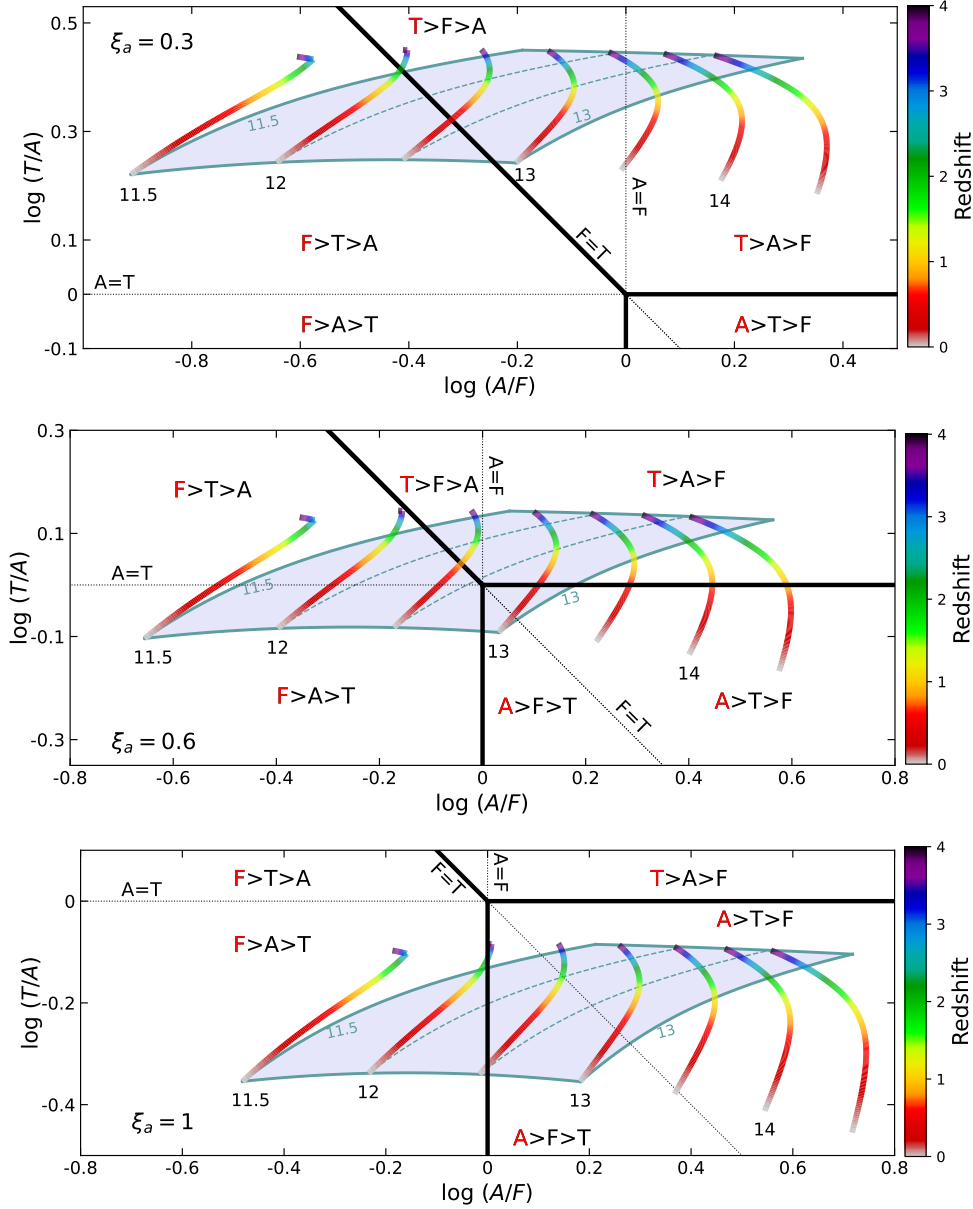 ξa = 0.3
T>F>A
11.5
13
11.5
12
13
14
A=F
F=T
F>T>A
T>A>F
A=T
F>A>T
A>T>F
0.5
0.3
0.1
0
-0.1
log (T/A)
-0.8
-0.6
-0.4
-0.2
0
0.2
0.4
log (A/F)
4
3
2
1
0
Redshift
F>T>A
T>F>A
A=F
T>A>F
A=T
11.5
13
11.5
12
13
14
F>A>T
A>F>T
F=T
A>T>F
ξa = 0.6
0.3
0.1
-0.1
-0.3
log (T/A)
-0.8
-0.6
-0.4
-0.2
0
0.2
0.4
0.6
0.8
log (A/F)
4
3
2
1
0
Redshift
F>T>A
F=T
A=F
T>A>F
A=T
A>T>F
F>A>T
11.5
13
11.5
12
13
14
ξa = 1
A>F>T
0
-0.2
-0.4
log (T/A)
-0.8
-0.6
-0.4
-0.2
0
0.2
0.4
0.6
0.8
log (A/F)
4
3
2
1
0
Redshift